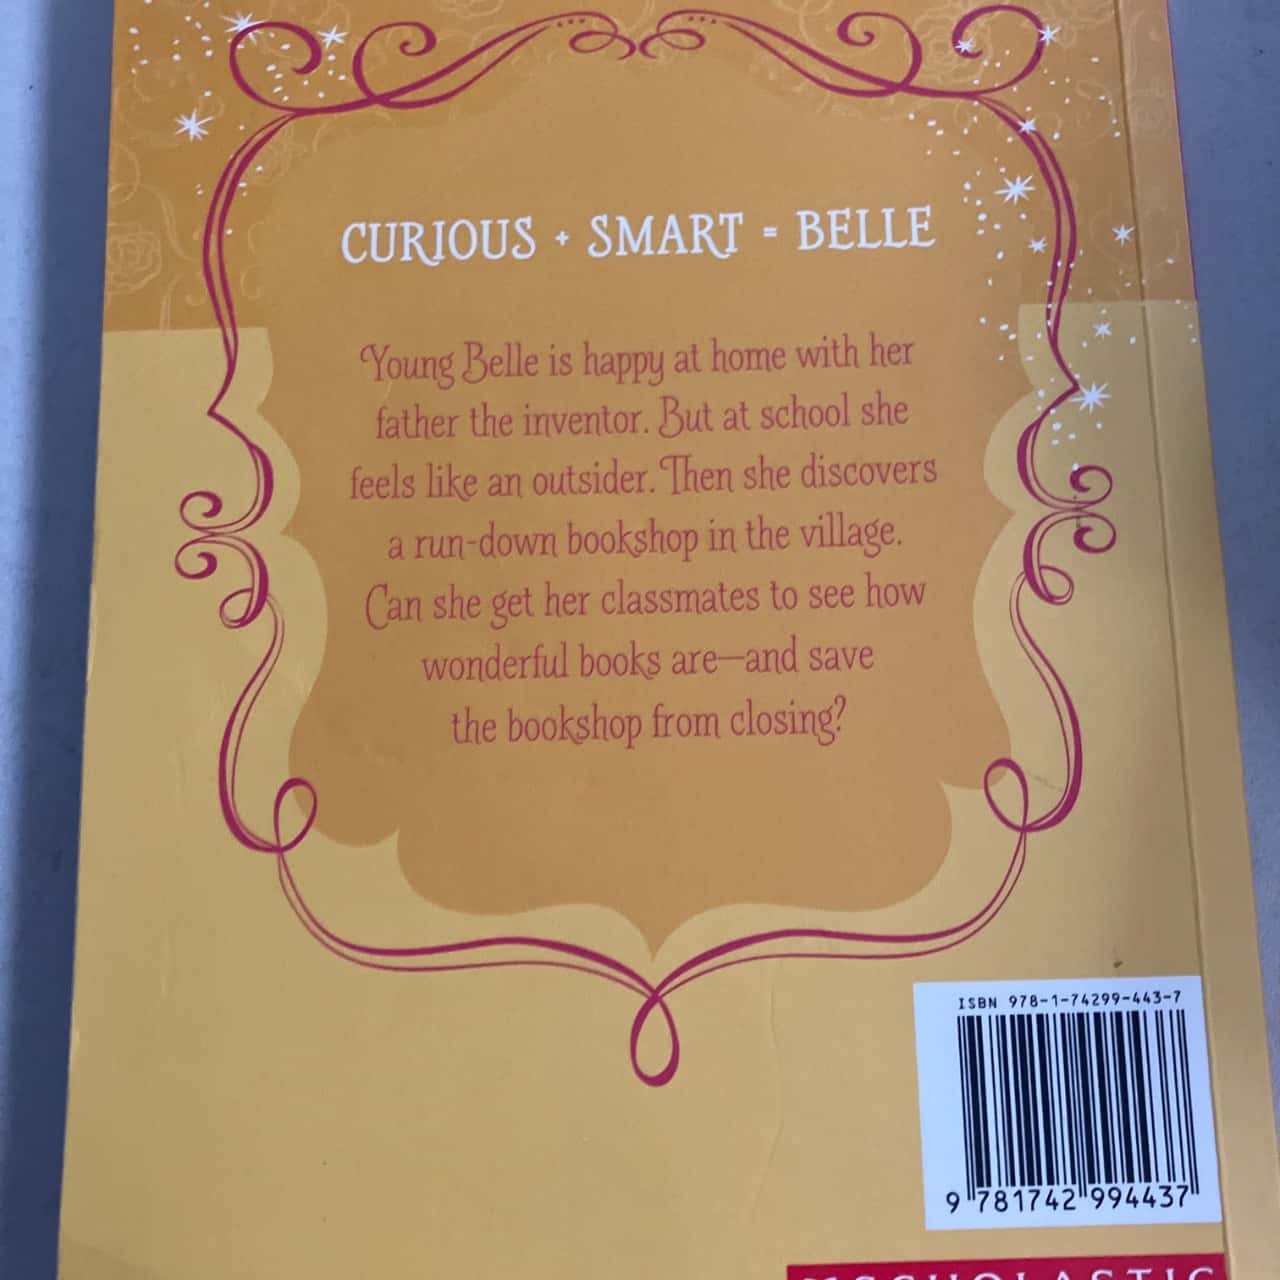 CURIOUS + SMART = BELLE
Young Belle is happy at home with her
father the inventor. But at school she
feels like an outsider. Then she discovers
a run-down bookshop in the village.
Can she get her classmates to see how
wonderful books are—and save
the bookshop from closing?
ISBN 978-1-74299-443-7
9 781742 994437
SCHOLASTIC